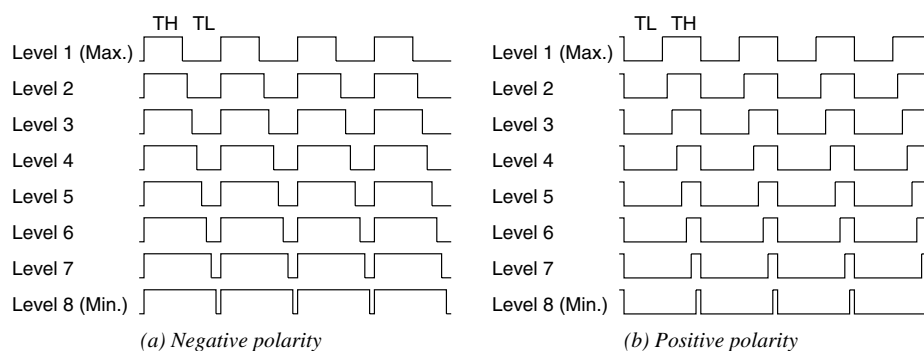 TH TL
Level 1 (Max.)
Level 2
Level 3
Level 4
Level 5
Level 6
Level 7
Level 8 (Min.)
(a) Negative polarity
TL TH
Level 1 (Max.)
Level 2
Level 3
Level 4
Level 5
Level 6
Level 7
Level 8 (Min.)
(b) Positive polarity